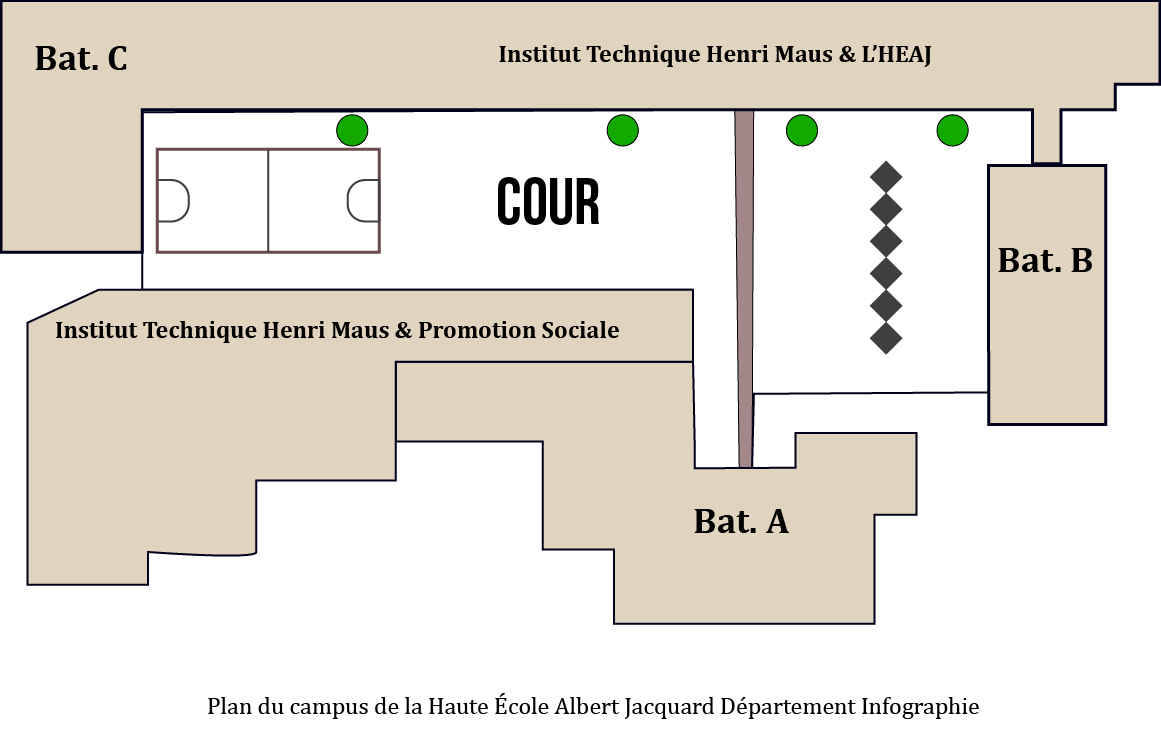 Bat. C
Institut Technique Henri Maus & L’HEAJ
COUR
Bat. B
Institut Technique Henri Maus & Promotion Sociale
Bat. A
Plan du campus de la Haute École Albert Jacquard Département Infographie